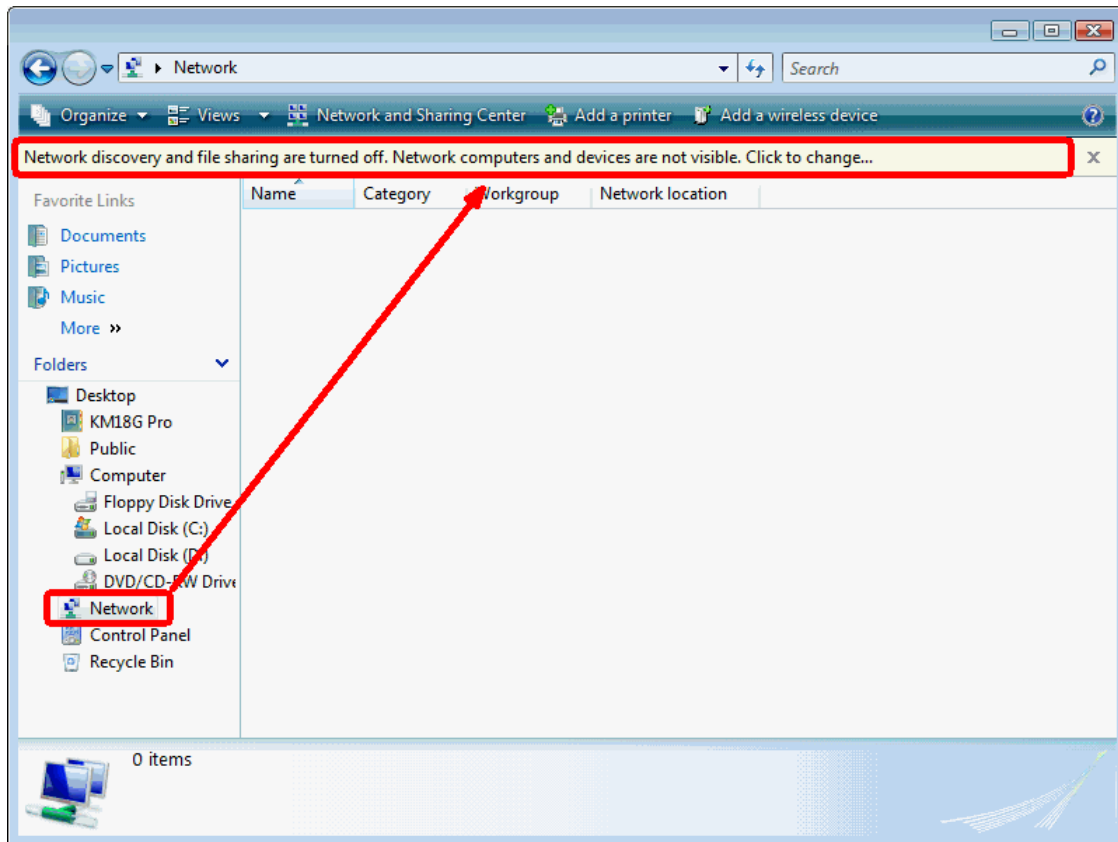 Network
Search
Organize Views Network and Sharing Center Add a printer Add a wireless device
Network discovery and file sharing are turned off. Network computers and devices are not visible. Click to change...
Favorite Links
Name Category Workgroup Network location
Documents
Pictures
Music
More »
Folders
Desktop
KM18G Pro
Public
Computer
Floppy Disk Drive
Local Disk (C:)
Local Disk (D:)
DVD/CD-RW Drive
Network
Control Panel
Recycle Bin
0 items